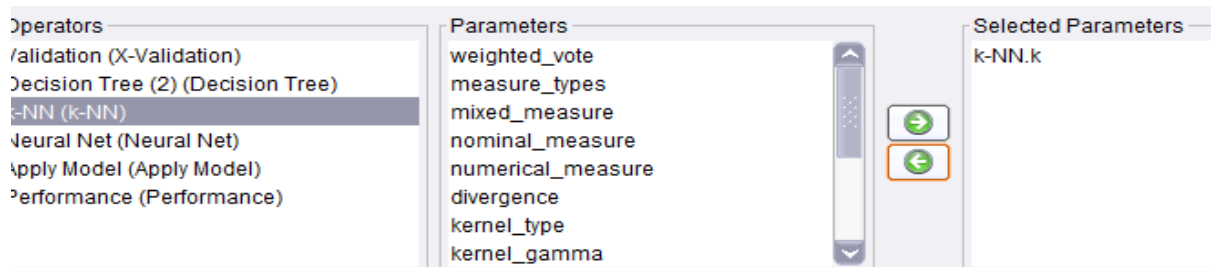 Operators
Validation (X-Validation)
Decision Tree (2) (Decision Tree)
k-NN (k-NN)
Neural Net (Neural Net)
Apply Model (Apply Model)
Performance (Performance)
Parameters
weighted_vote
measure_types
mixed_measure
nominal_measure
numerical_measure
divergence
kernel_type
kernel_gamma
Selected Parameters
k-NN.k